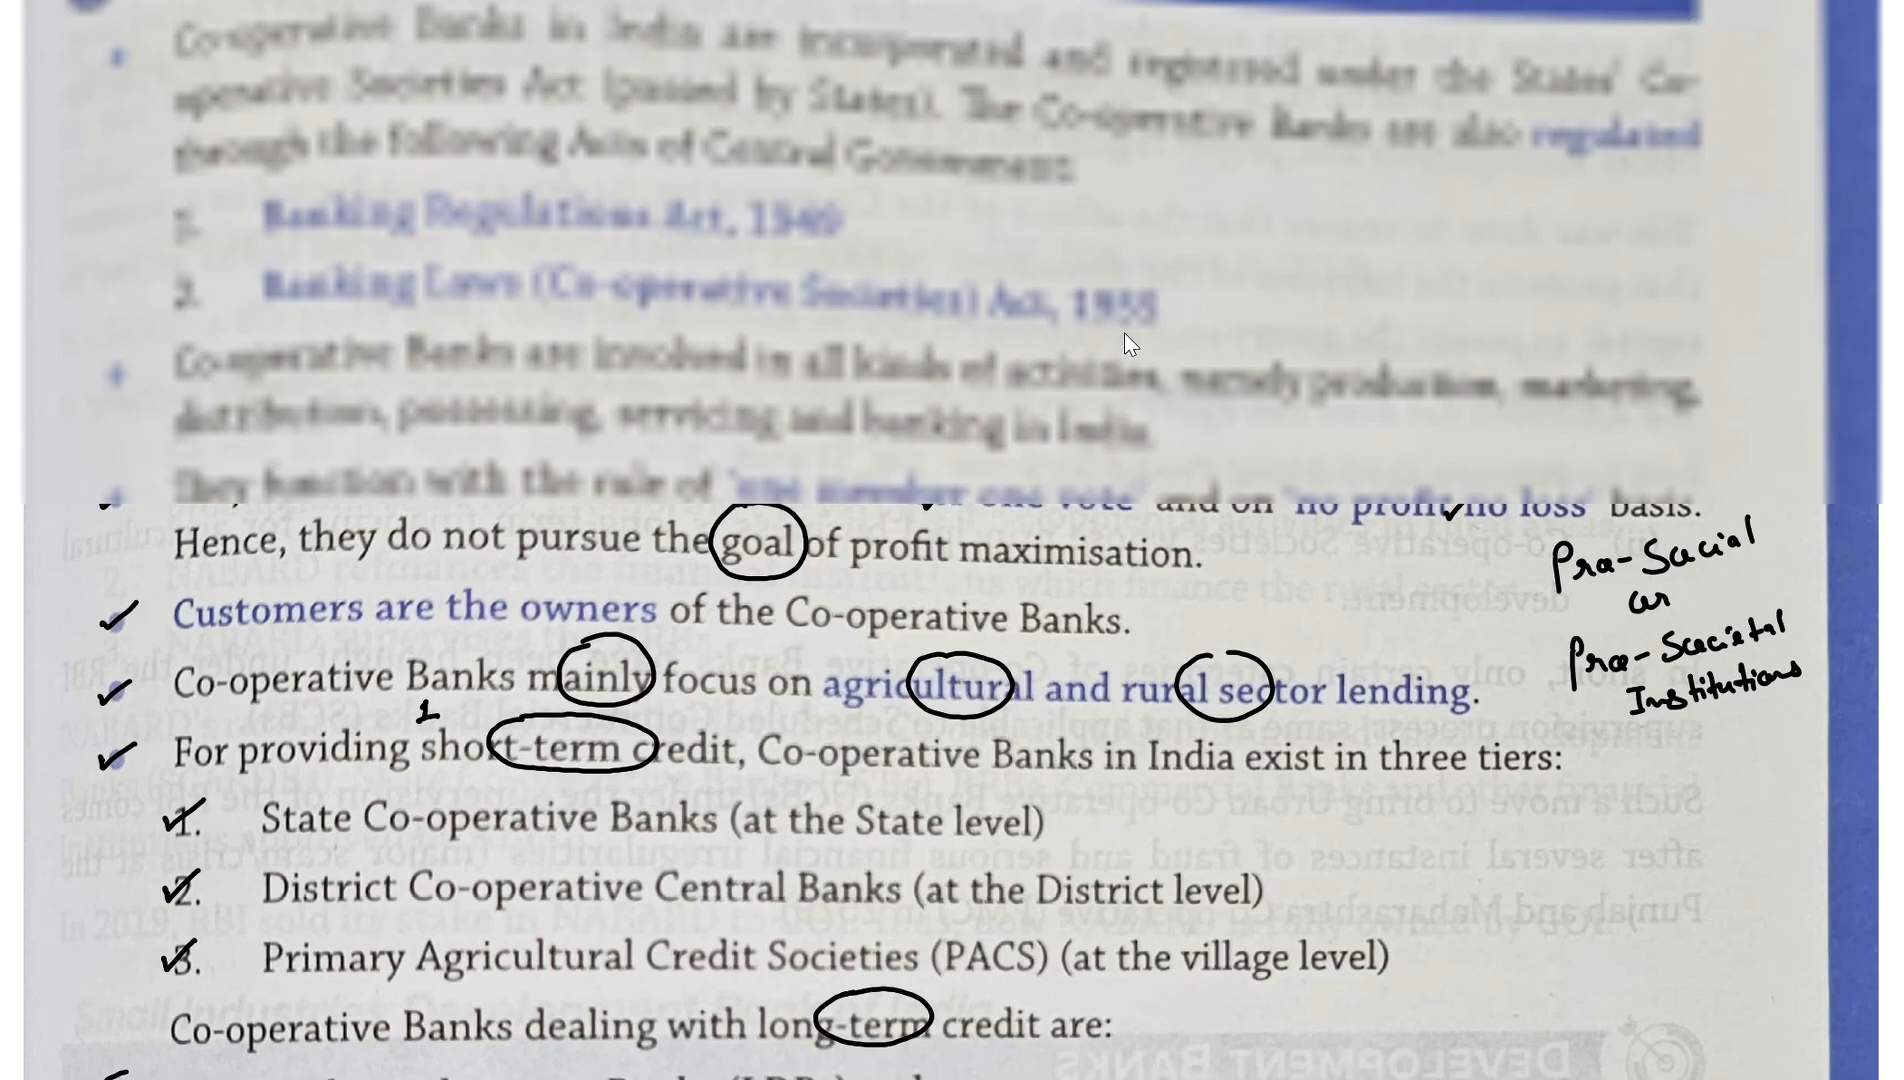 Co-operative Banks in India are incorporated and registered under the States' Co-
operative Societies Act (passed by States). The Co-operative Banks are also regulated
through the following Acts of Central Government:
1. Banking Regulations Act, 1949
2. Banking Laws (Co-operative Societies) Act, 1955
Co-operative Banks are involved in all kinds of activities, namely production, marketing,
distribution, servicing and banking in India.
They function with the rule of 'one member one vote' and on 'no profit no loss' basis.
Hence, they do not pursue the goal of profit maximisation.
Pro-Social
or
Customers are the owners of the Co-operative Banks.
Pro-Societal
Institutions
Co-operative Banks mainly focus on agricultural and rural sector lending.
1
For providing short-term credit, Co-operative Banks in India exist in three tiers:
1. State Co-operative Banks (at the State level)
2. District Co-operative Central Banks (at the District level)
3. Primary Agricultural Credit Societies (PACS) (at the village level)
Co-operative Banks dealing with long-term credit are:
DEVELOPMENT BANKS